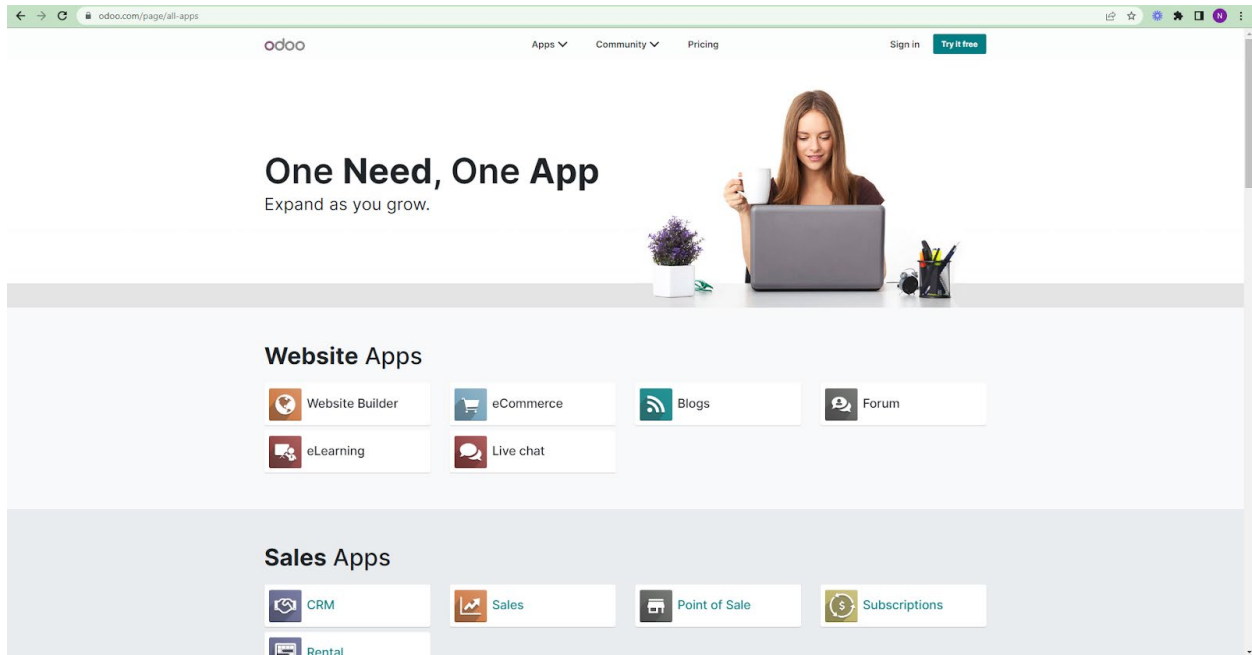 odoo.com/page/all-apps
N
odoo
Apps
Community
Pricing
Sign in
Try it free
One Need, One App
Expand as you grow.
Website Apps
Website Builder
eCommerce
Blogs
Forum
eLearning
Live chat
Sales Apps
CRM
Sales
Point of Sale
Subscriptions
Rental